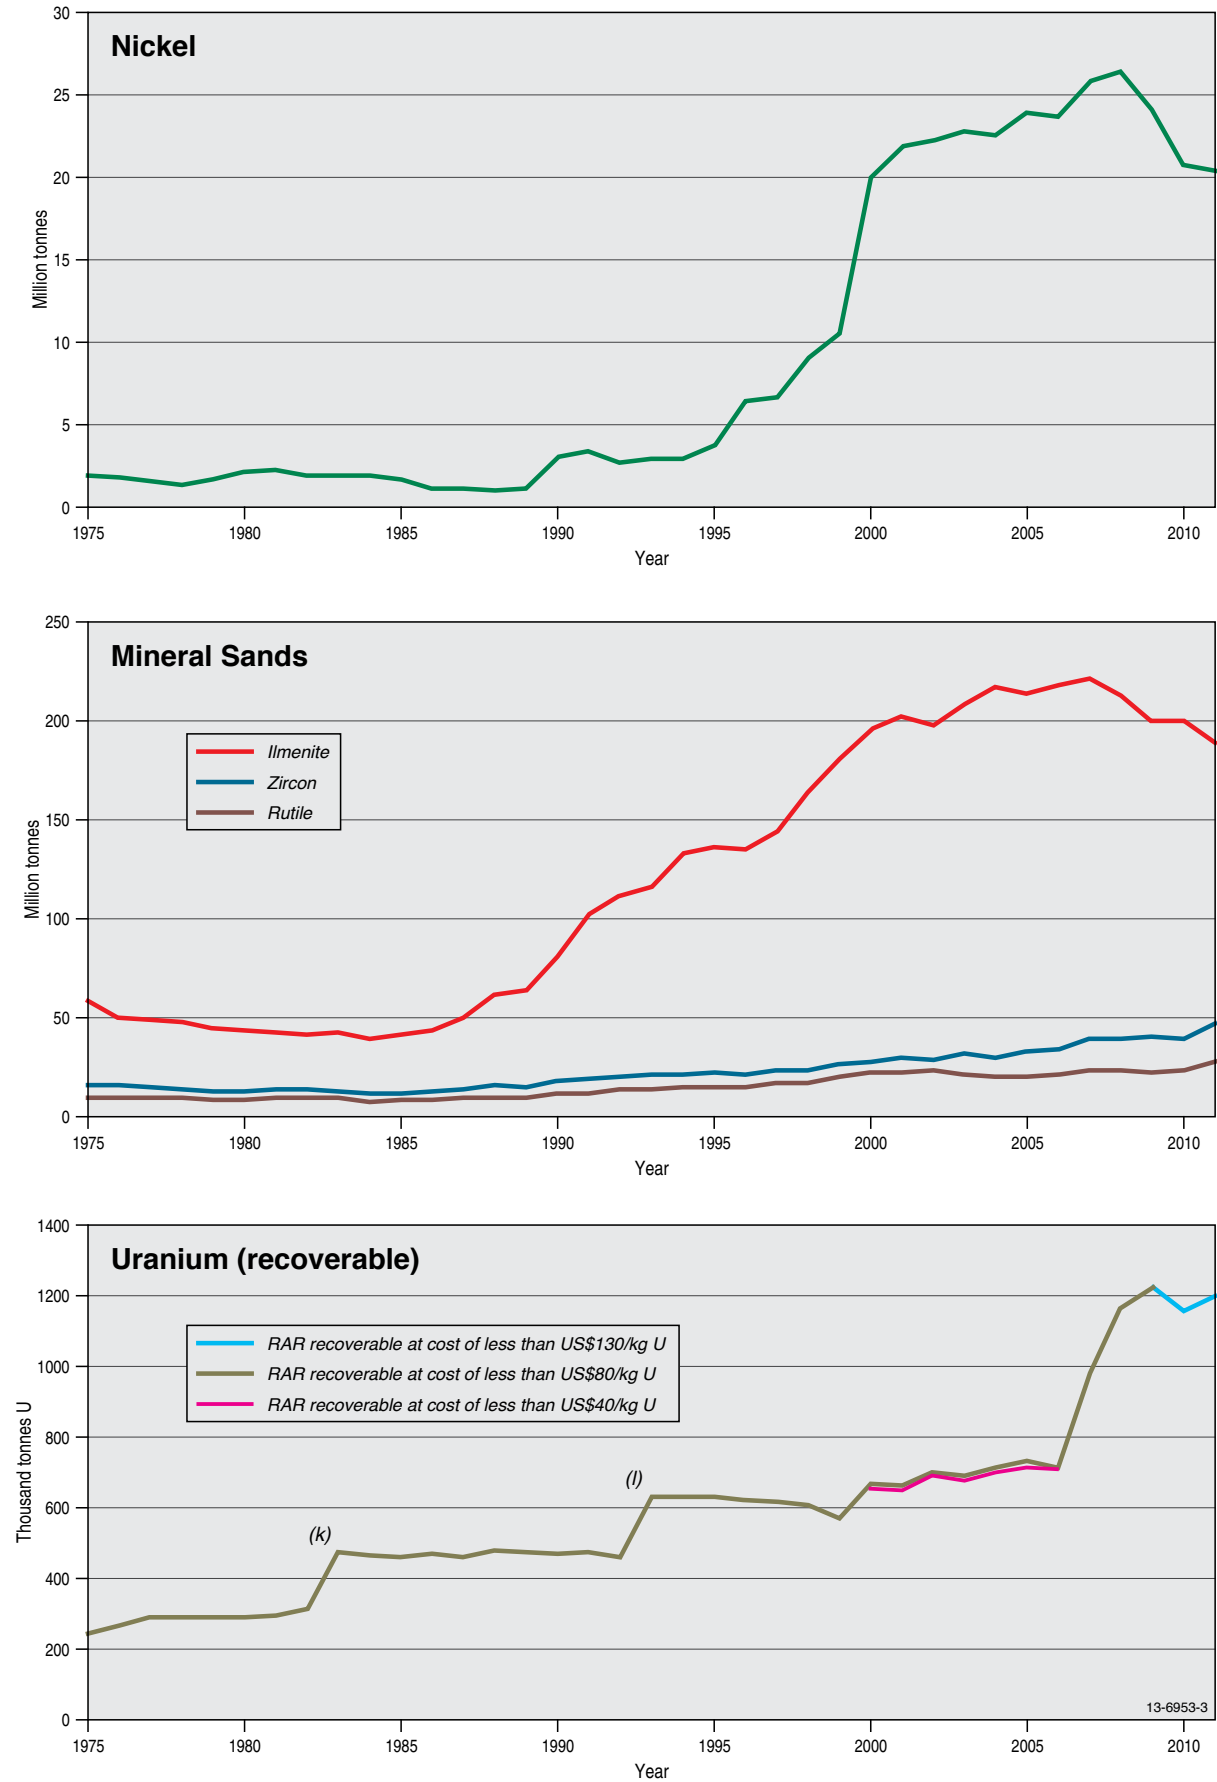 Nickel
30
25
20
15
10
5
0
Million tonnes
1975 1980 1985 1990 1995 2000 2005 2010
Year
Mineral Sands
250
200
150
100
50
0
Million tonnes
Ilmenite
Zircon
Rutile
1975 1980 1985 1990 1995 2000 2005 2010
Year
Uranium (recoverable)
1400
1200
1000
800
600
400
200
0
Thousand tonnes U
RAR recoverable at cost of less than US$130/kg U
RAR recoverable at cost of less than US$80/kg U
RAR recoverable at cost of less than US$40/kg U
(l)
(k)
13-6953-3
1975 1980 1985 1990 1995 2000 2005 2010
Year